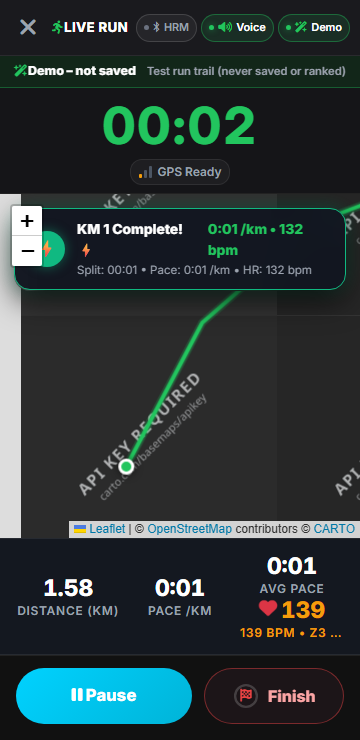 LIVE RUN
HRM
Voice
Demo
Demo – not saved Test run trail (never saved or ranked)
00:02
GPS Ready
+
−
KM 1 Complete!
0:01 /km • 132 bpm
Split: 00:01 • Pace: 0:01 /km • HR: 132 bpm
API KEY REQUIRED
carto.com/basemaps/apikey
Leaflet | © OpenStreetMap contributors © CARTO
1.58
DISTANCE (KM)
0:01
PACE /KM
0:01
AVG PACE
139
139 BPM • Z3 ...
Pause
Finish